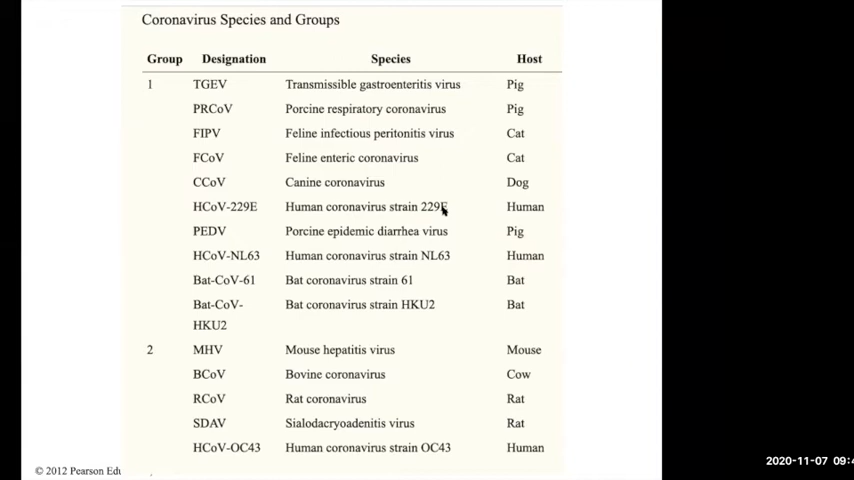 Coronavirus Species and Groups
Group Designation Species Host
1 TGEV Transmissible gastroenteritis virus Pig
PRCoV Porcine respiratory coronavirus Pig
FIPV Feline infectious peritonitis virus Cat
FCoV Feline enteric coronavirus Cat
CCoV Canine coronavirus Dog
HCoV-229E Human coronavirus strain 229E Human
PEDV Porcine epidemic diarrhea virus Pig
HCoV-NL63 Human coronavirus strain NL63 Human
Bat-CoV-61 Bat coronavirus strain 61 Bat
Bat-CoV- Bat coronavirus strain HKU2 Bat
HKU2
2 MHV Mouse hepatitis virus Mouse
BCoV Bovine coronavirus Cow
RCoV Rat coronavirus Rat
SDAV Sialodacryoadenitis virus Rat
HCoV-OC43 Human coronavirus strain OC43 Human
© 2012 Pearson Edu
2020-11-07 09:4